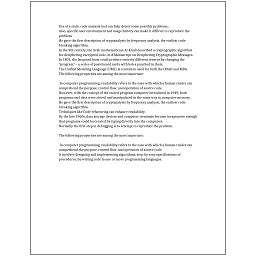 Use of a static code analysis tool can help detect some possible problems.
Also, specific user environment and usage history can make it difficult to reproduce the
problem.
He gave the first description of cryptanalysis by frequency analysis, the earliest code-
breaking algorithm.
In the 9th century, the Arab mathematician Al-Kindi described a cryptographic algorithm
for deciphering encrypted code, in A Manuscript on Deciphering Cryptographic Messages.
In 1801, the Jacquard loom could produce entirely different weaves by changing the
"program" - a series of pasteboard cards with holes punched in them.
The Unified Modeling Language (UML) is a notation used for both the OOAD and MDA.
The following properties are among the most important:

In computer programming, readability refers to the ease with which a human reader can
comprehend the purpose, control flow, and operation of source code.
However, with the concept of the stored-program computer introduced in 1949, both
programs and data were stored and manipulated in the same way in computer memory.
He gave the first description of cryptanalysis by frequency analysis, the earliest code-
breaking algorithm.
Techniques like Code refactoring can enhance readability.
By the late 1960s, data storage devices and computer terminals became inexpensive enough
that programs could be created by typing directly into the computers.
Normally the first step in debugging is to attempt to reproduce the problem.

The following properties are among the most important:

In computer programming, readability refers to the ease with which a human reader can
comprehend the purpose, control flow, and operation of source code.
It involves designing and implementing algorithms, step-by-step specifications of
procedures, by writing code in one or more programming languages.